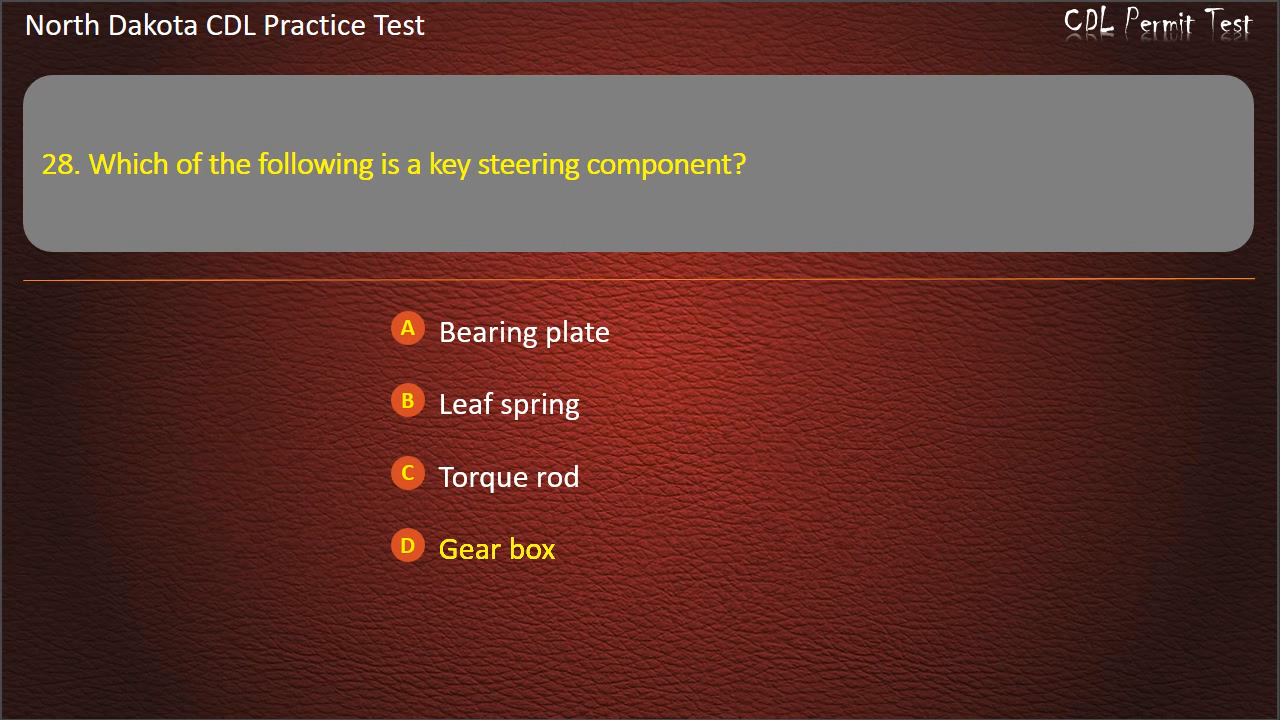 North Dakota CDL Practice Test
CDL Permit Test
28. Which of the following is a key steering component?
A Bearing plate
B Leaf spring
C Torque rod
D Gear box